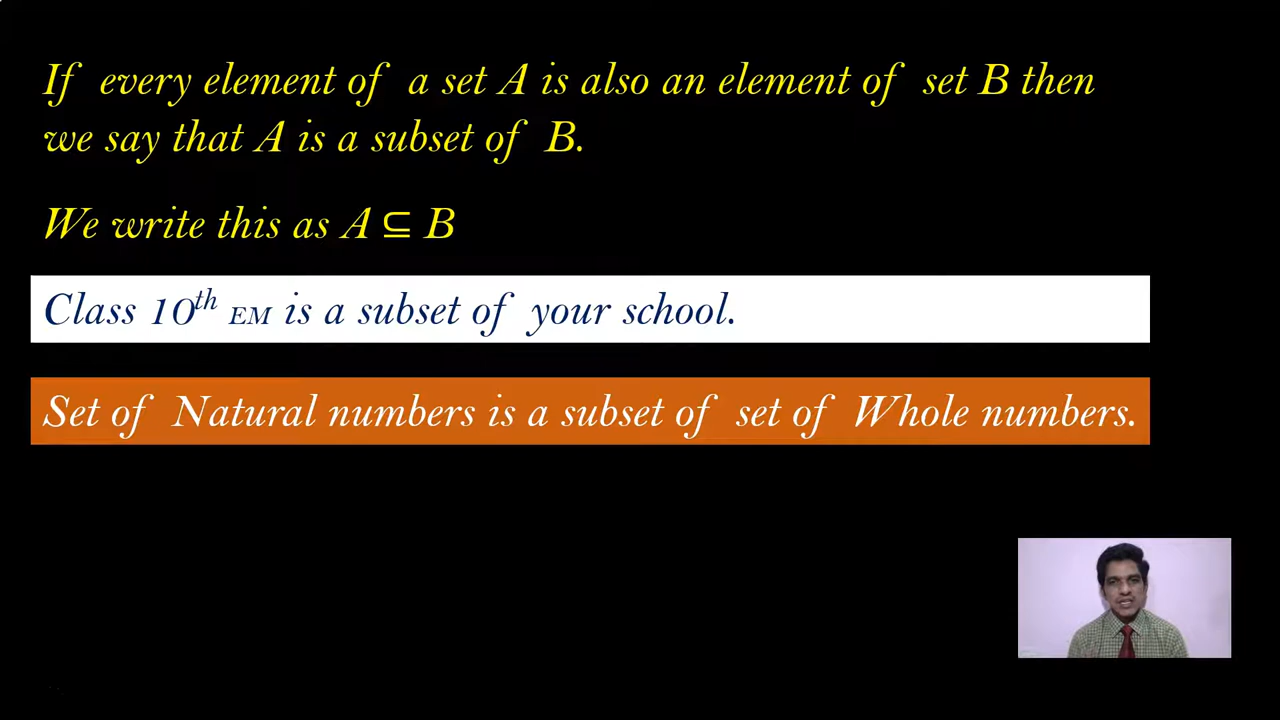 If every element of a set A is also an element of set B then
we say that A is a subset of B.
We write this as A ⊆ B
Class 10th EM is a subset of your school.
Set of Natural numbers is a subset of set of Whole numbers.